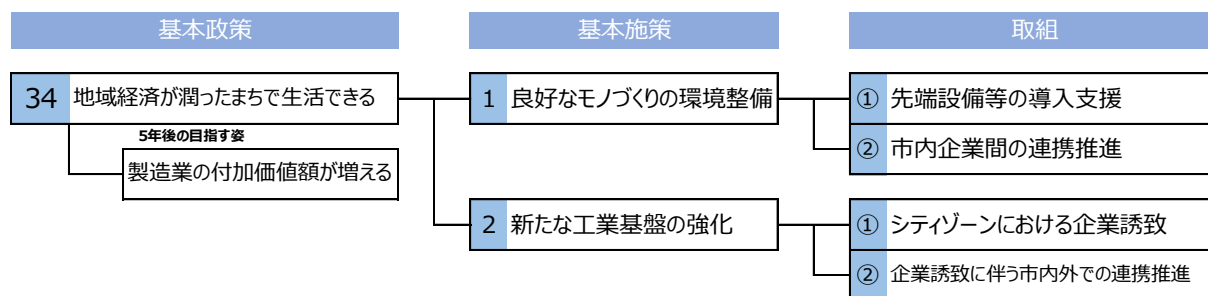 基本政策
基本施策
取組
34 地域経済が潤ったまちで生活できる
1 良好なモノづくりの環境整備
① 先端設備等の導入支援
5年後の目指す姿
② 市内企業間の連携推進
製造業の付加価値額が増える
2 新たな工業基盤の強化
① シティゾーンにおける企業誘致
② 企業誘致に伴う市内外での連携推進